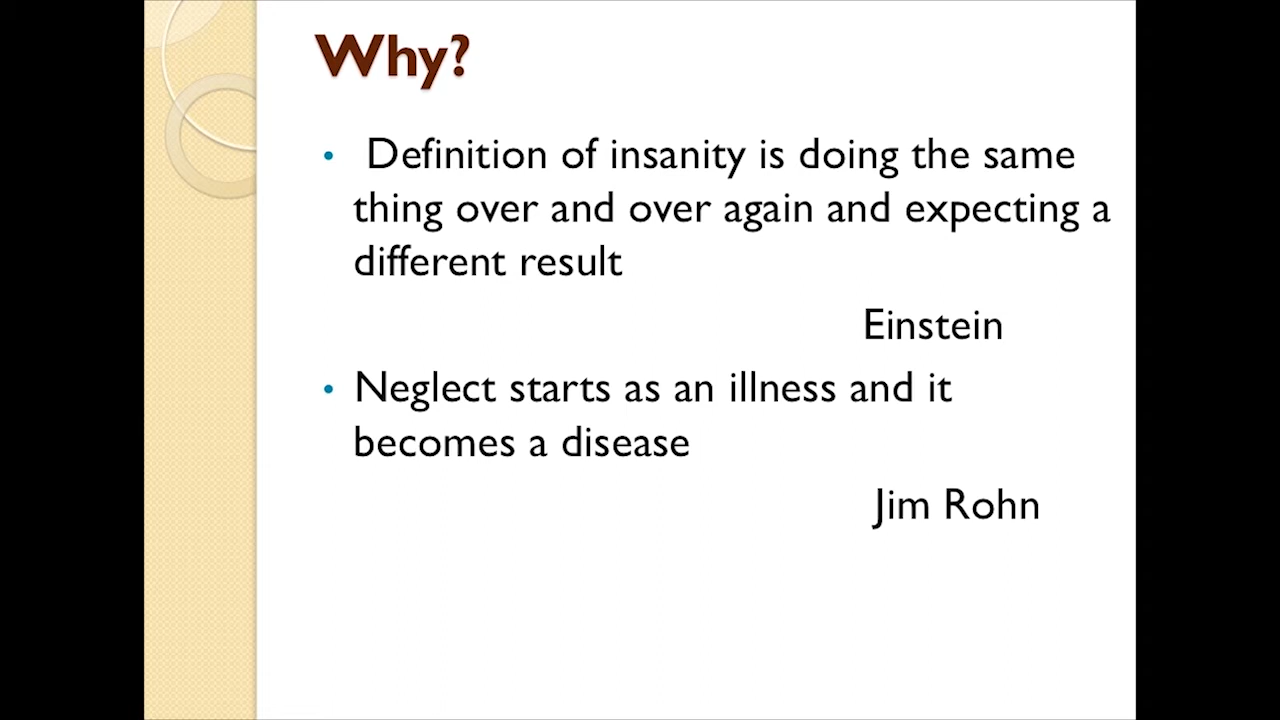 Why?
• Definition of insanity is doing the same
thing over and over again and expecting a
different result
Einstein
• Neglect starts as an illness and it
becomes a disease
Jim Rohn